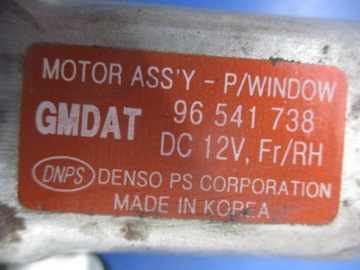 MOTOR ASS'Y - P/WINDOW
GMDAT 96 541 738
DC 12V, Fr/RH
DNPS DENSO PS CORPORATION
MADE IN KOREA